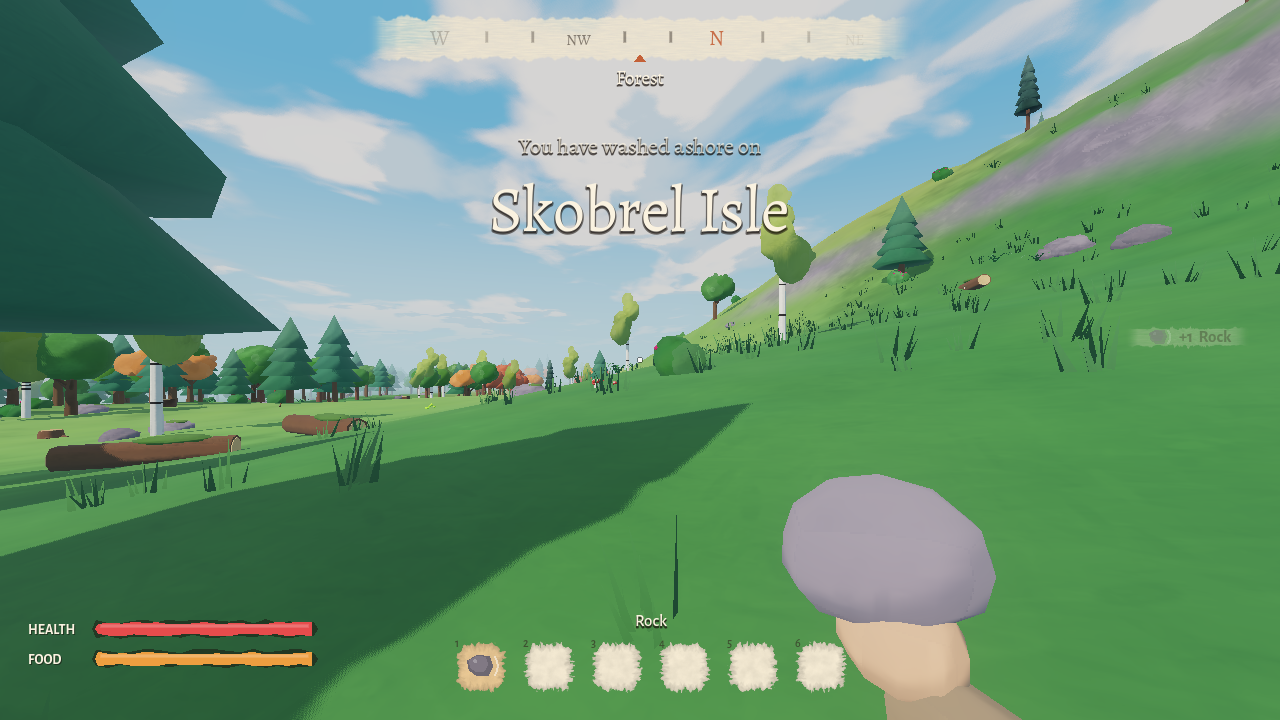 W NW N NE
Forest
You have washed ashore on
Skobrel Isle
+1 Rock
HEALTH
FOOD
Rock
1 2 3 4 5 6